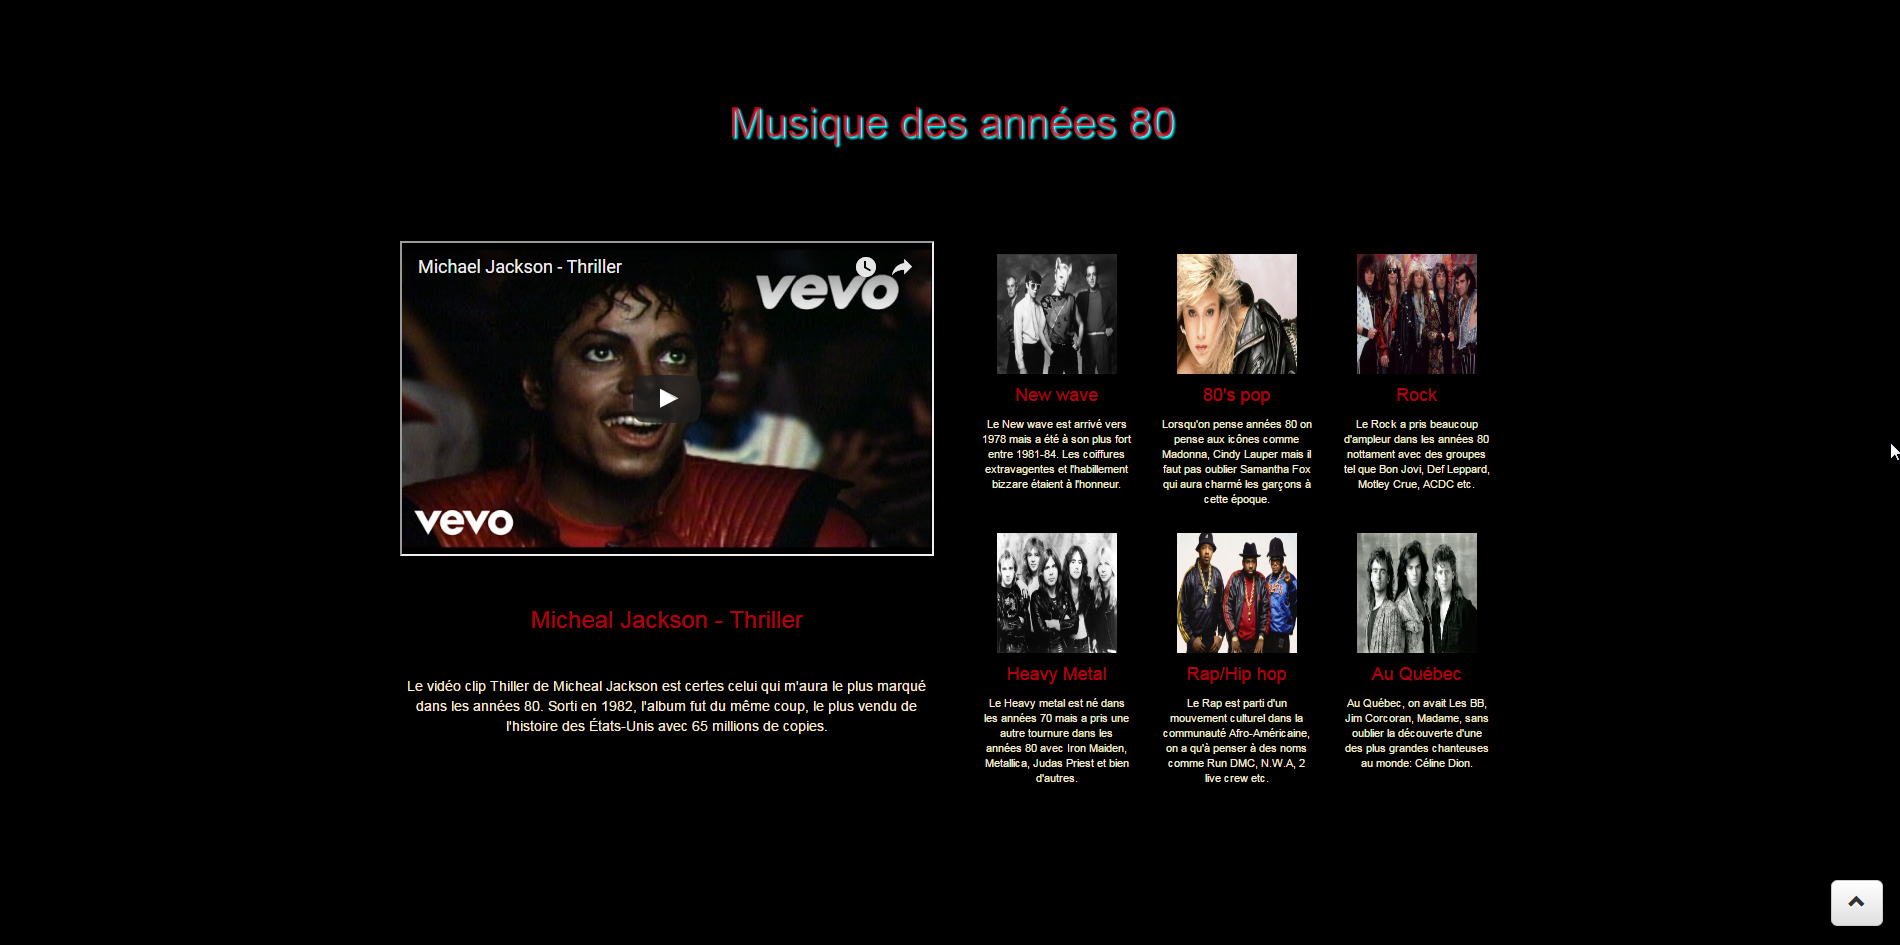 Musique des années 80
Michael Jackson - Thriller
vevo
vevo
Micheal Jackson - Thriller
Le vidéo clip Thiller de Micheal Jackson est certes celui qui m'aura le plus marqué
dans les années 80. Sorti en 1982, l'album fut du même coup, le plus vendu de
l'histoire des États-Unis avec 65 millions de copies.
New wave
Le New wave est arrivé vers
1978 mais a été à son plus fort
entre 1981-84. Les coiffures
extravagentes et l'habillement
bizzare étaient à l'honneur.
80's pop
Lorsqu'on pense années 80 on
pense aux icônes comme
Madonna, Cindy Lauper mais il
faut pas oublier Samantha Fox
qui aura charmé les garçons à
cette époque.
Rock
Le Rock a pris beaucoup
d'ampleur dans les années 80
nottament avec des groupes
tel que Bon Jovi, Def Leppard,
Motley Crue, ACDC etc.
Heavy Metal
Le Heavy metal est né dans
les années 70 mais a pris une
autre tournure dans les
années 80 avec Iron Maiden,
Metallica, Judas Priest et bien
d'autres.
Rap/Hip hop
Le Rap est parti d'un
mouvement culturel dans la
communauté Afro-Américaine,
on a qu'à penser à des noms
comme Run DMC, N.W.A, 2
live crew etc.
Au Québec
Au Québec, on avait Les BB,
Jim Corcoran, Madame, sans
oublier la découverte d'une
des plus grandes chanteuses
au monde: Céline Dion.